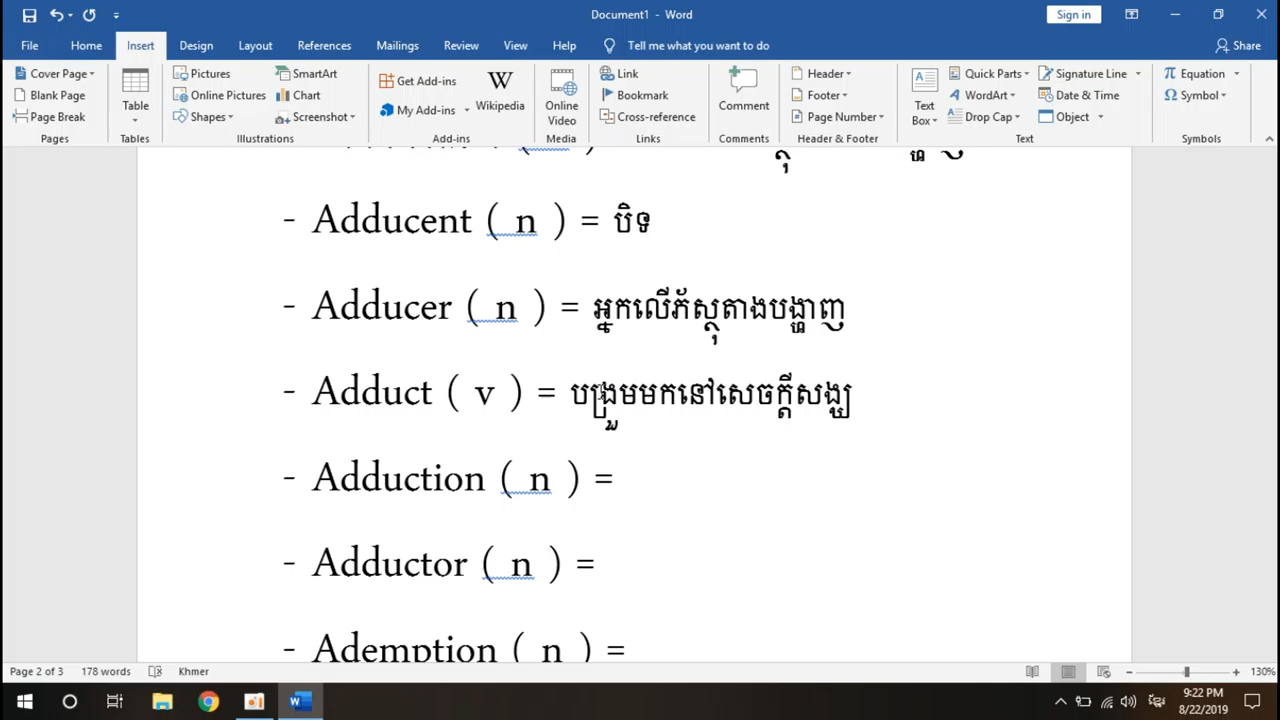 Document1 - Word
Sign in
File Home Insert Design Layout References Mailings Review View Help Tell me what you want to do Share
Cover Page Blank Page Page Break Table Pictures Online Pictures Shapes SmartArt Chart Screenshot Get Add-ins My Add-ins Wikipedia Online Video Link Bookmark Cross-reference Comment Header Footer Page Number Text Box Quick Parts WordArt Drop Cap Signature Line Date & Time Object Equation Symbol
Pages Tables Illustrations Add-ins Media Links Comments Header & Footer Text Symbols
- Adducent ( n ) = បិទ
- Adducer ( n ) = អ្នកលើភ័ស្តុតាងបង្ហាញ
- Adduct ( v ) = បង្រួមមកនៅសេចក្តីសង្ឃ្យ
- Adduction ( n ) =
- Adductor ( n ) =
- Ademption ( n ) =
Page 2 of 3 178 words Khmer 130%
9:22 PM
8/22/2019